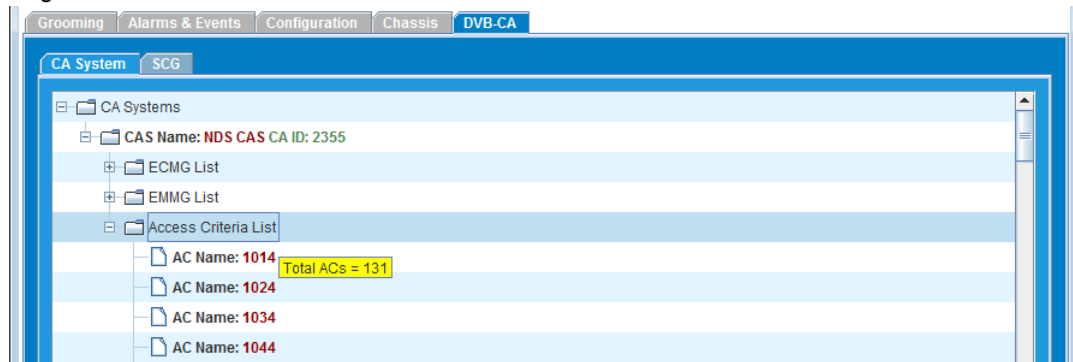 Grooming Alarms & Events Configuration Chassis DVB-CA
CA System SCG
CA Systems
CAS Name: NDS CAS CA ID: 2355
ECMG List
EMMG List
Access Criteria List
AC Name: 1014
Total ACs = 131
AC Name: 1024
AC Name: 1034
AC Name: 1044